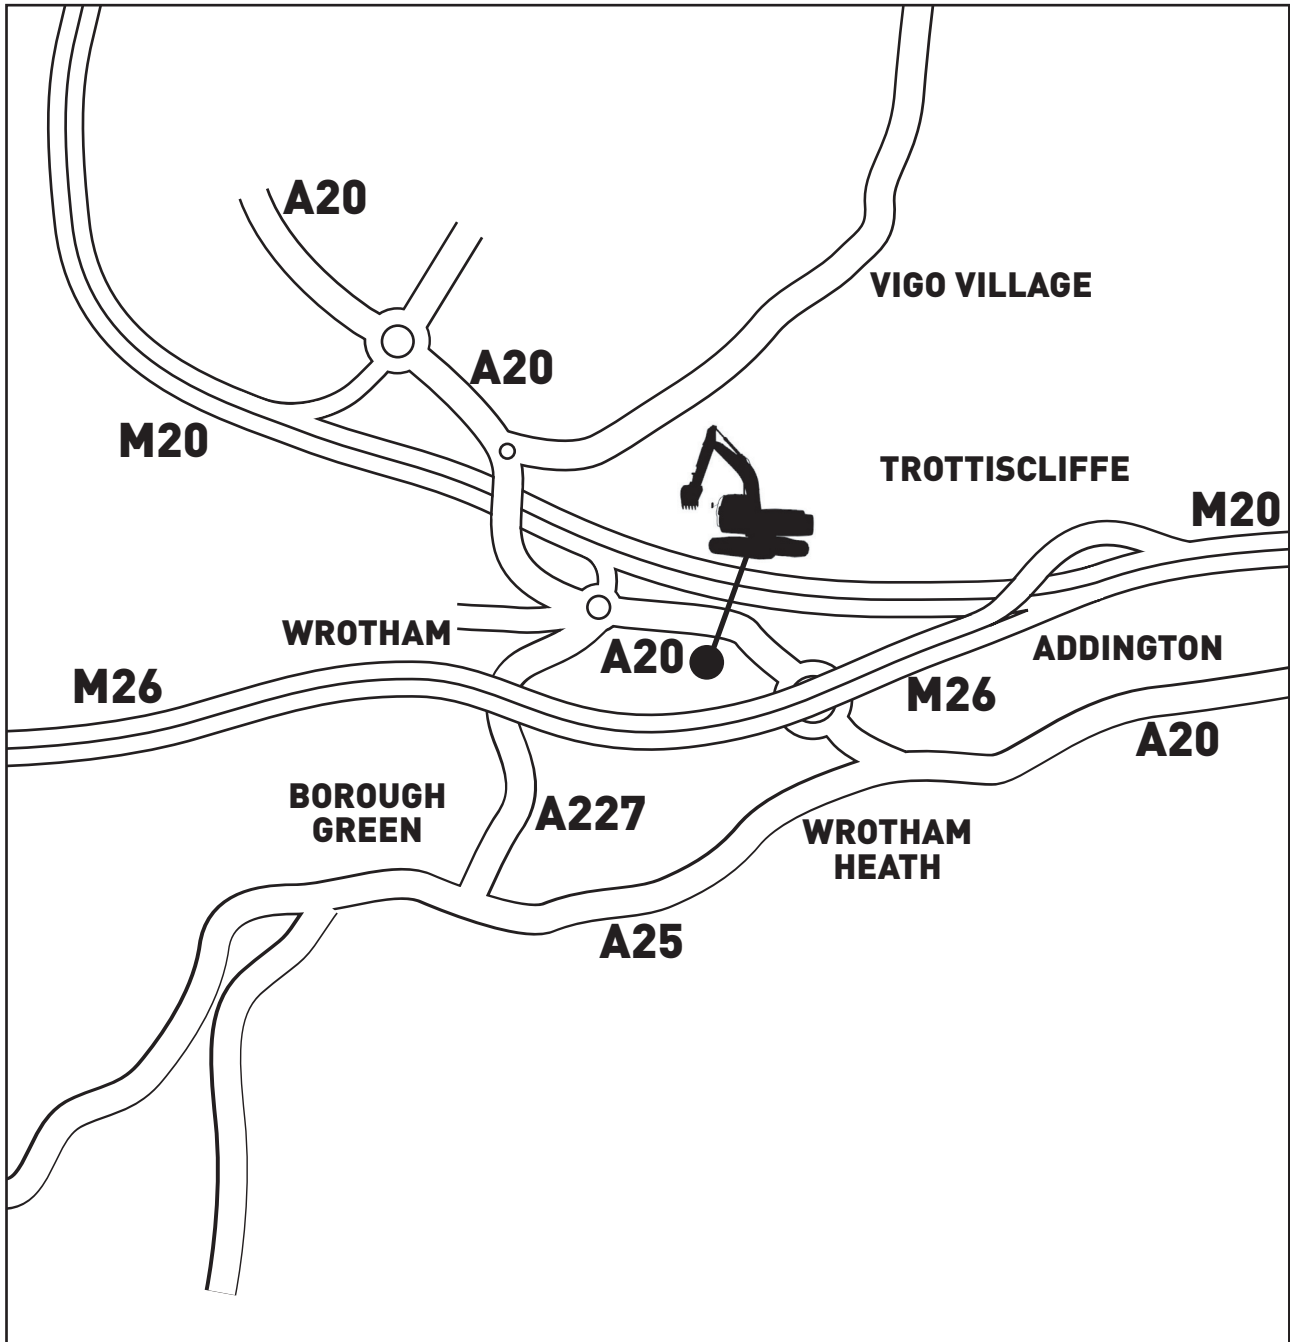 A20
VIGO VILLAGE
A20
M20
TROTTISCLIFFE
M20
WROTHAM
A20
ADDINGTON
M26
M26
A20
BOROUGH
GREEN
A227
WROTHAM
HEATH
A25